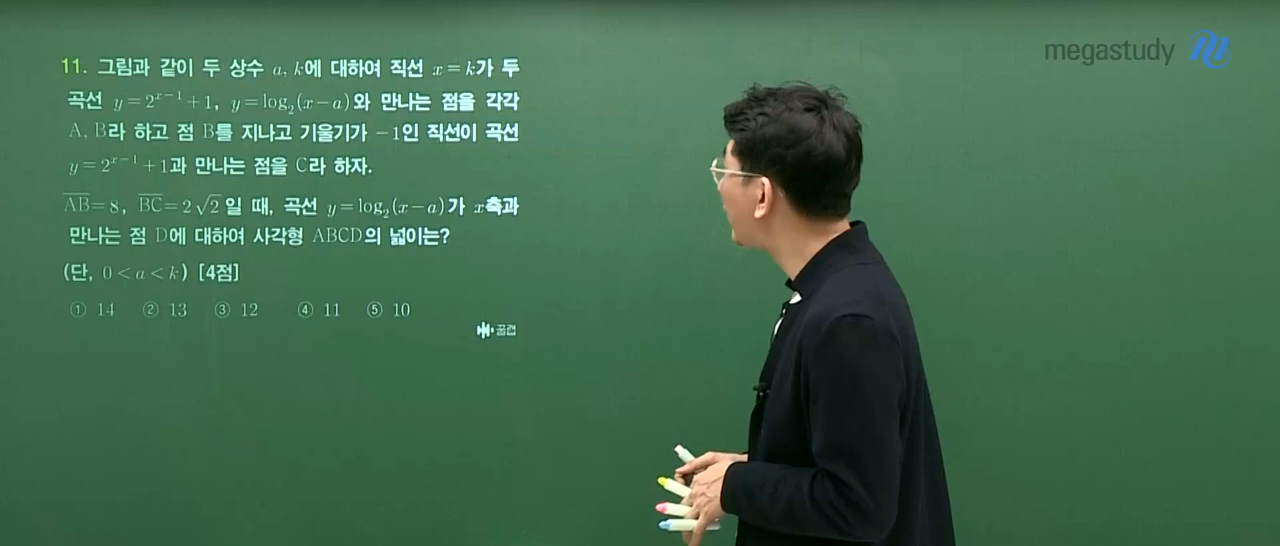 megastudy
11. 그림과 같이 두 상수 a, k에 대하여 직선 x=k가 두
곡선 y=2^{x-1}+1, y=log₂(x-a)와 만나는 점을 각각
A, B라 하고 점 B를 지나고 기울기가 -1인 직선이 곡선
y=2^{x-1}+1과 만나는 점을 C라 하자.
AB=8, BC=2√2일 때, 곡선 y=log₂(x-a)가 x축과
만나는 점 D에 대하여 사각형 ABCD의 넓이는?
(단, 0<a<k) [4점]
① 14 ② 13 ③ 12 ④ 11 ⑤ 10